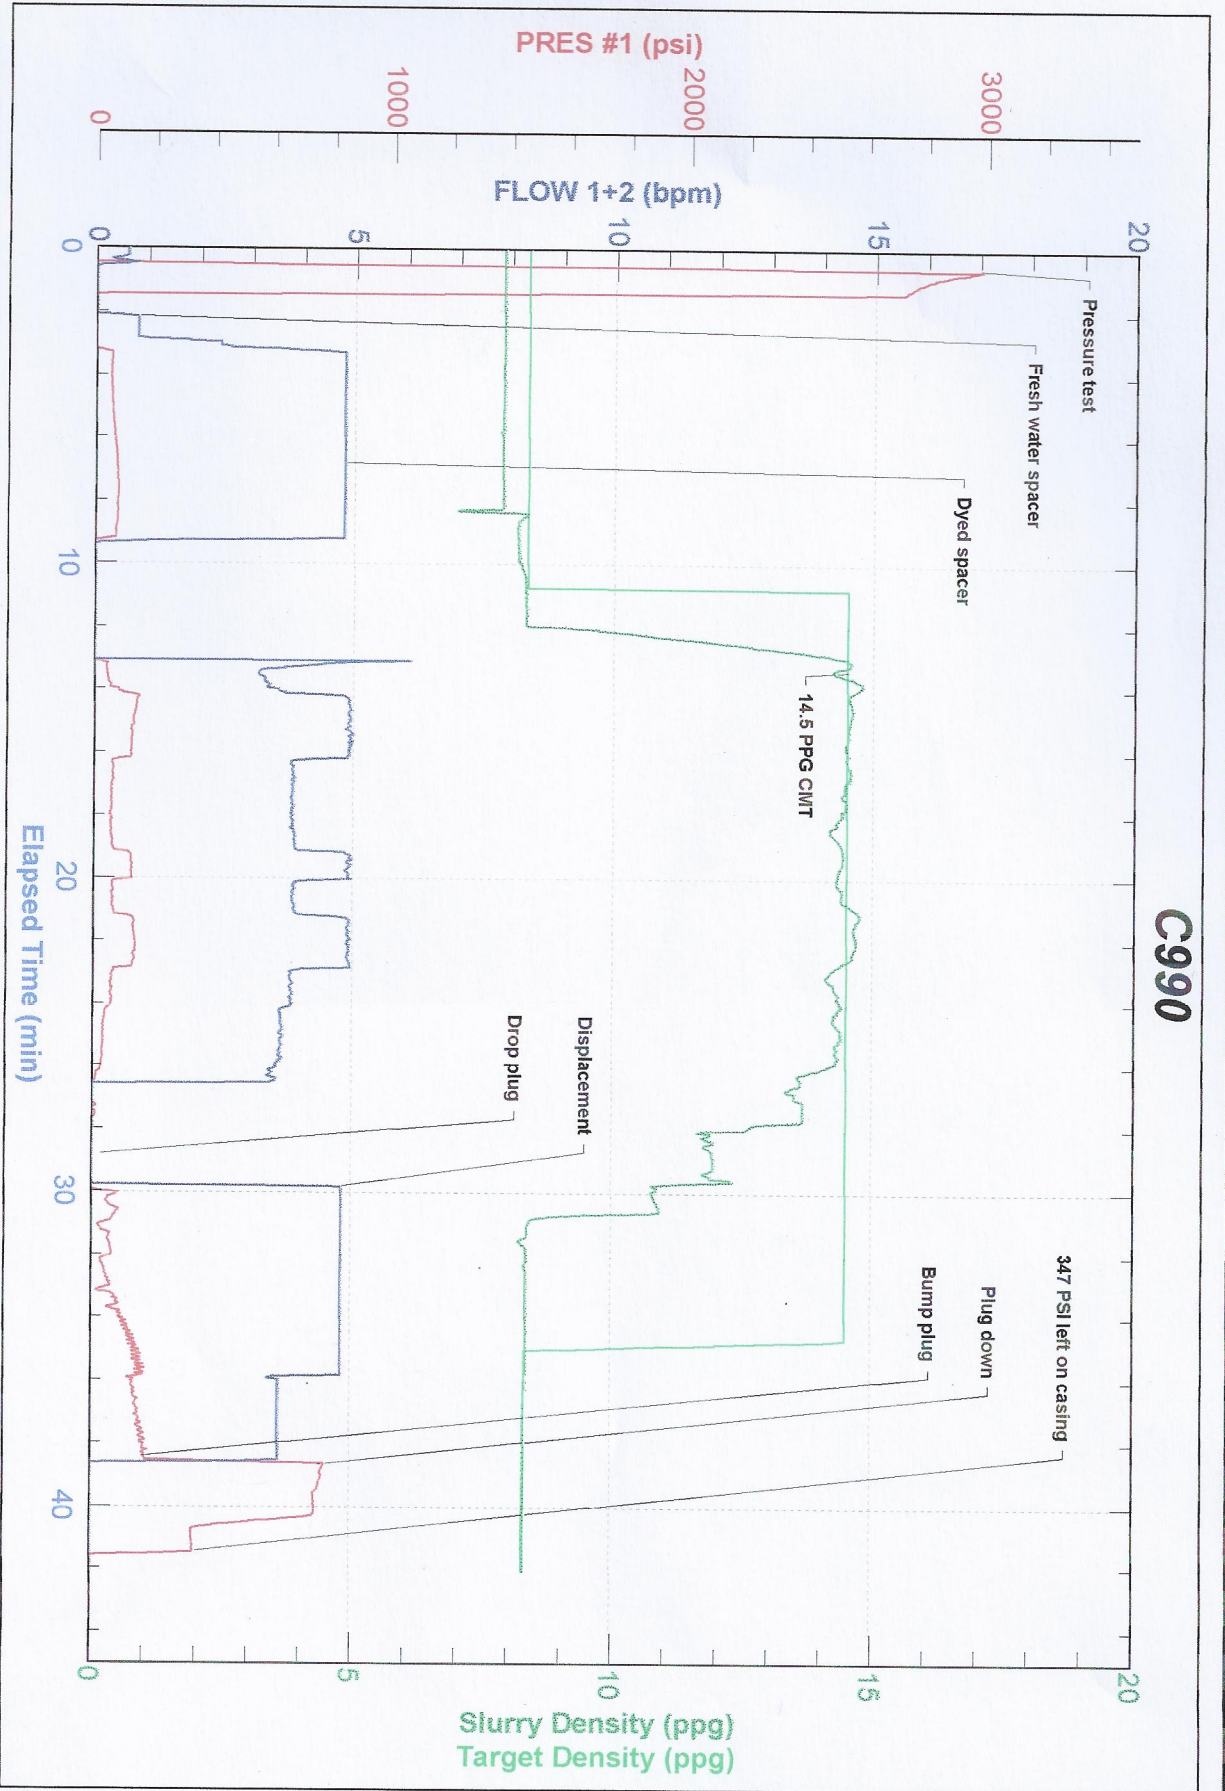 C990
PRES #1 (psi)
0
1000
2000
3000
FLOW 1+2 (bpm)
0
5
10
15
20
Pressure test
Fresh water spacer
Dyed spacer
14.5 PPG CMT
Drop plug
Displacement
Bump plug
Plug down
347 PSI left on casing
0
10
20
30
40
Elapsed Time (min)
0
5
10
15
20
Slurry Density (ppg)
Target Density (ppg)